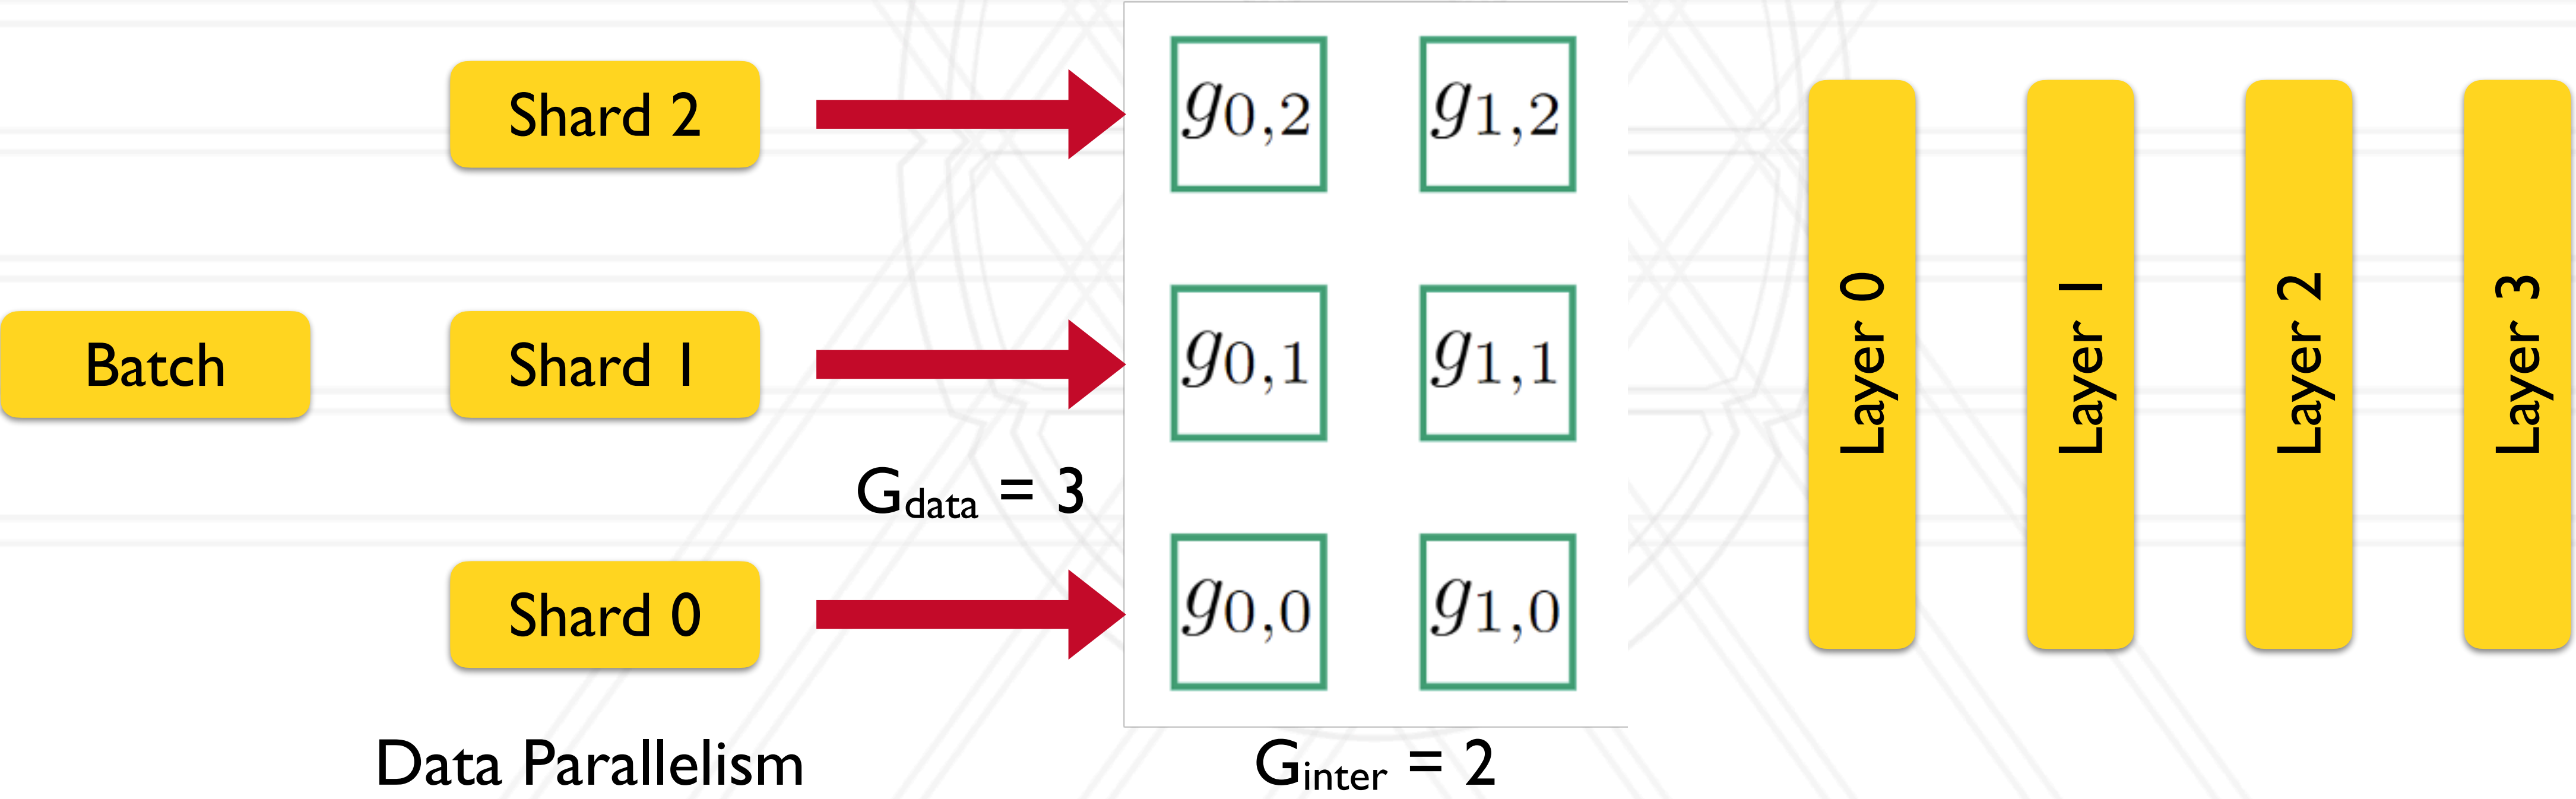 Shard 2
g0,2
g1,2
Batch
Shard 1
g0,1
g1,1
Gdata = 3
Shard 0
g0,0
g1,0
Layer 0
Layer 1
Layer 2
Layer 3
Data Parallelism
Ginter = 2